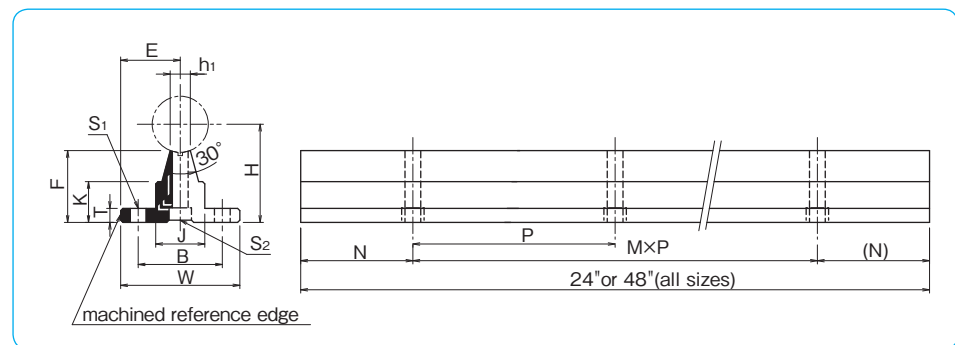 E
h₁
S₁
30°
F
K
T
H
J
S₂
B
W
machined reference edge
P
N
M×P
(N)
24"or 48"(all sizes)